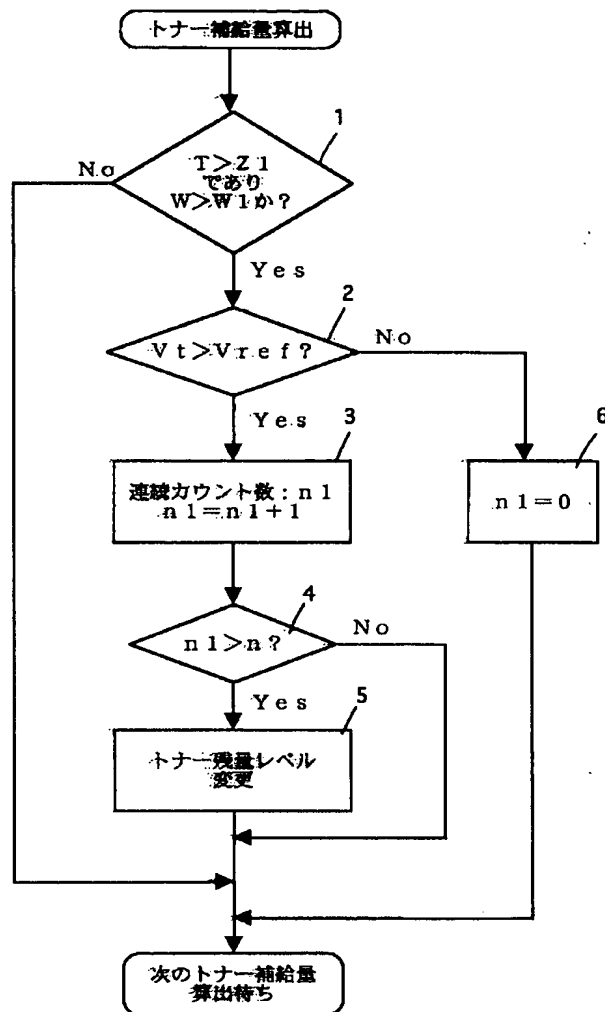 トナー補給量算出
1
No
T>Z1
であり
W>W1か?
Yes
2
Vt>Vref?
No
Yes
3
6
連続カウント数:n1
n1=n1+1
n1=0
4
n1>n?
No
Yes
5
トナー残量レベル
変更
次のトナー補給量
算出待ち